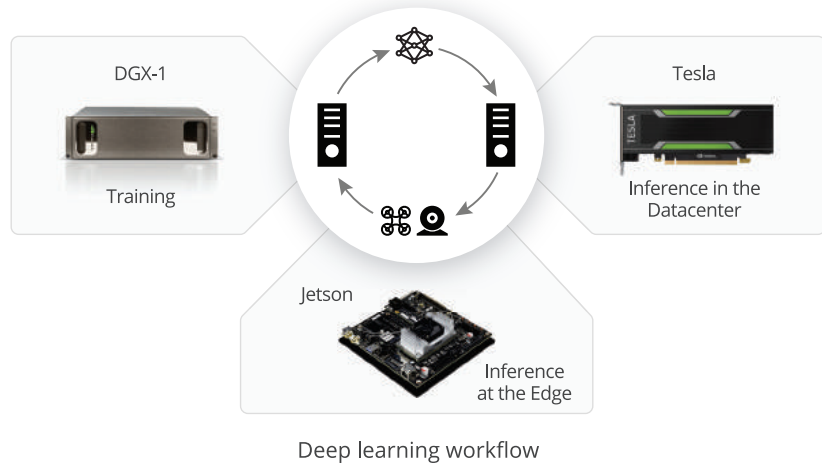 DGX-1
Training
Tesla
TESLA
Inference in the
Datacenter
Jetson
Inference
at the Edge
Deep learning workflow